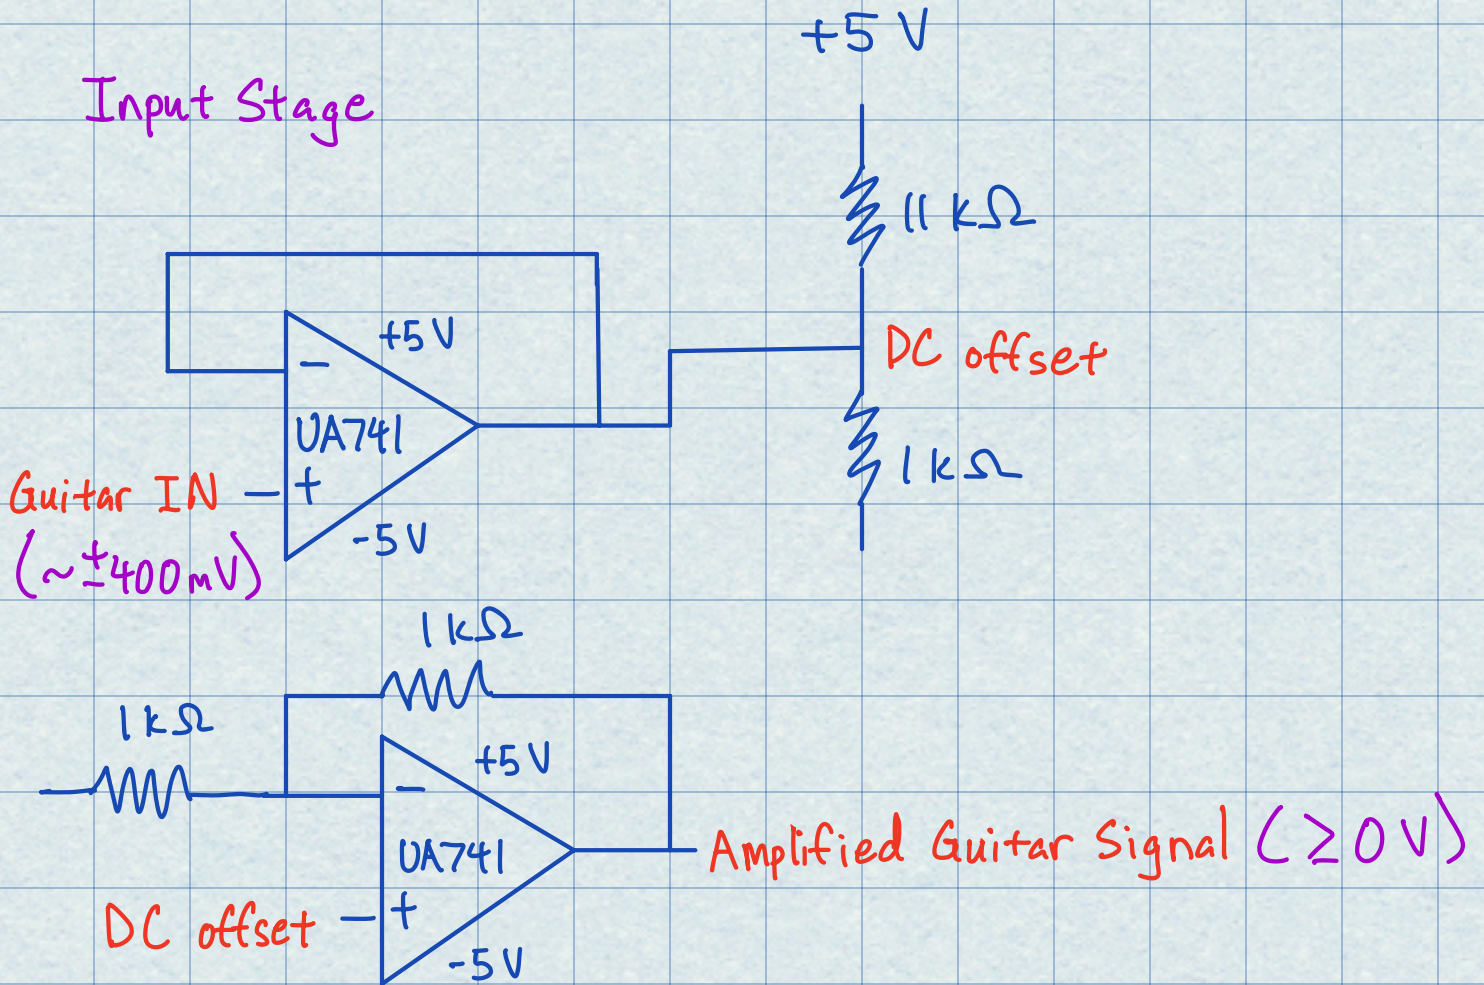 +5 V
Input Stage
11 kΩ
+5 V
DC offset
−
UA741
1 kΩ
Guitar IN − +
-5 V
(~±400mV)
1 kΩ
1 kΩ
+5 V
−
Amplified Guitar Signal (≥0 V)
UA741
DC offset − +
-5 V